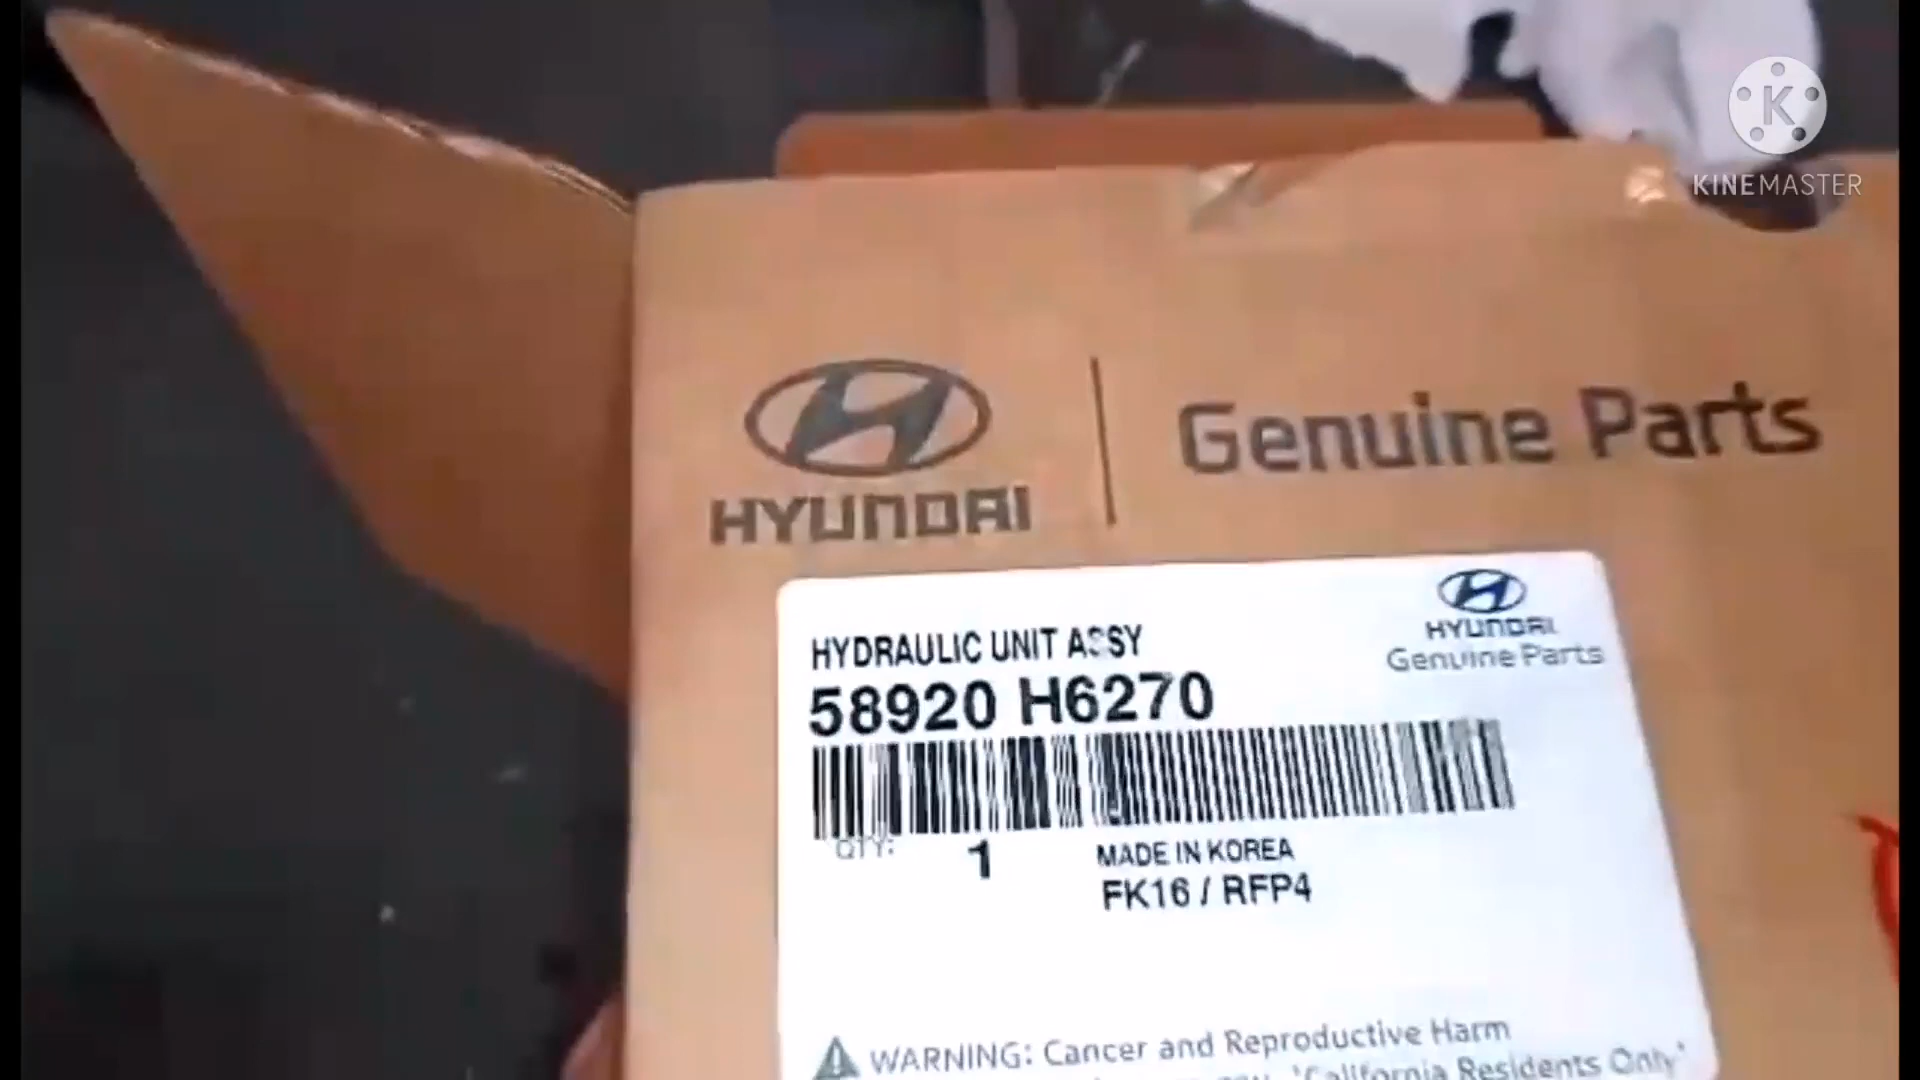 KINEMASTER
HYUNDAI
Genuine Parts
HYUNDAI
Genuine Parts
HYDRAULIC UNIT ASSY
58920 H6270
QTY: 1
MADE IN KOREA
FK16 / RFP4
WARNING: Cancer and Reproductive Harm
"California Residents Only"